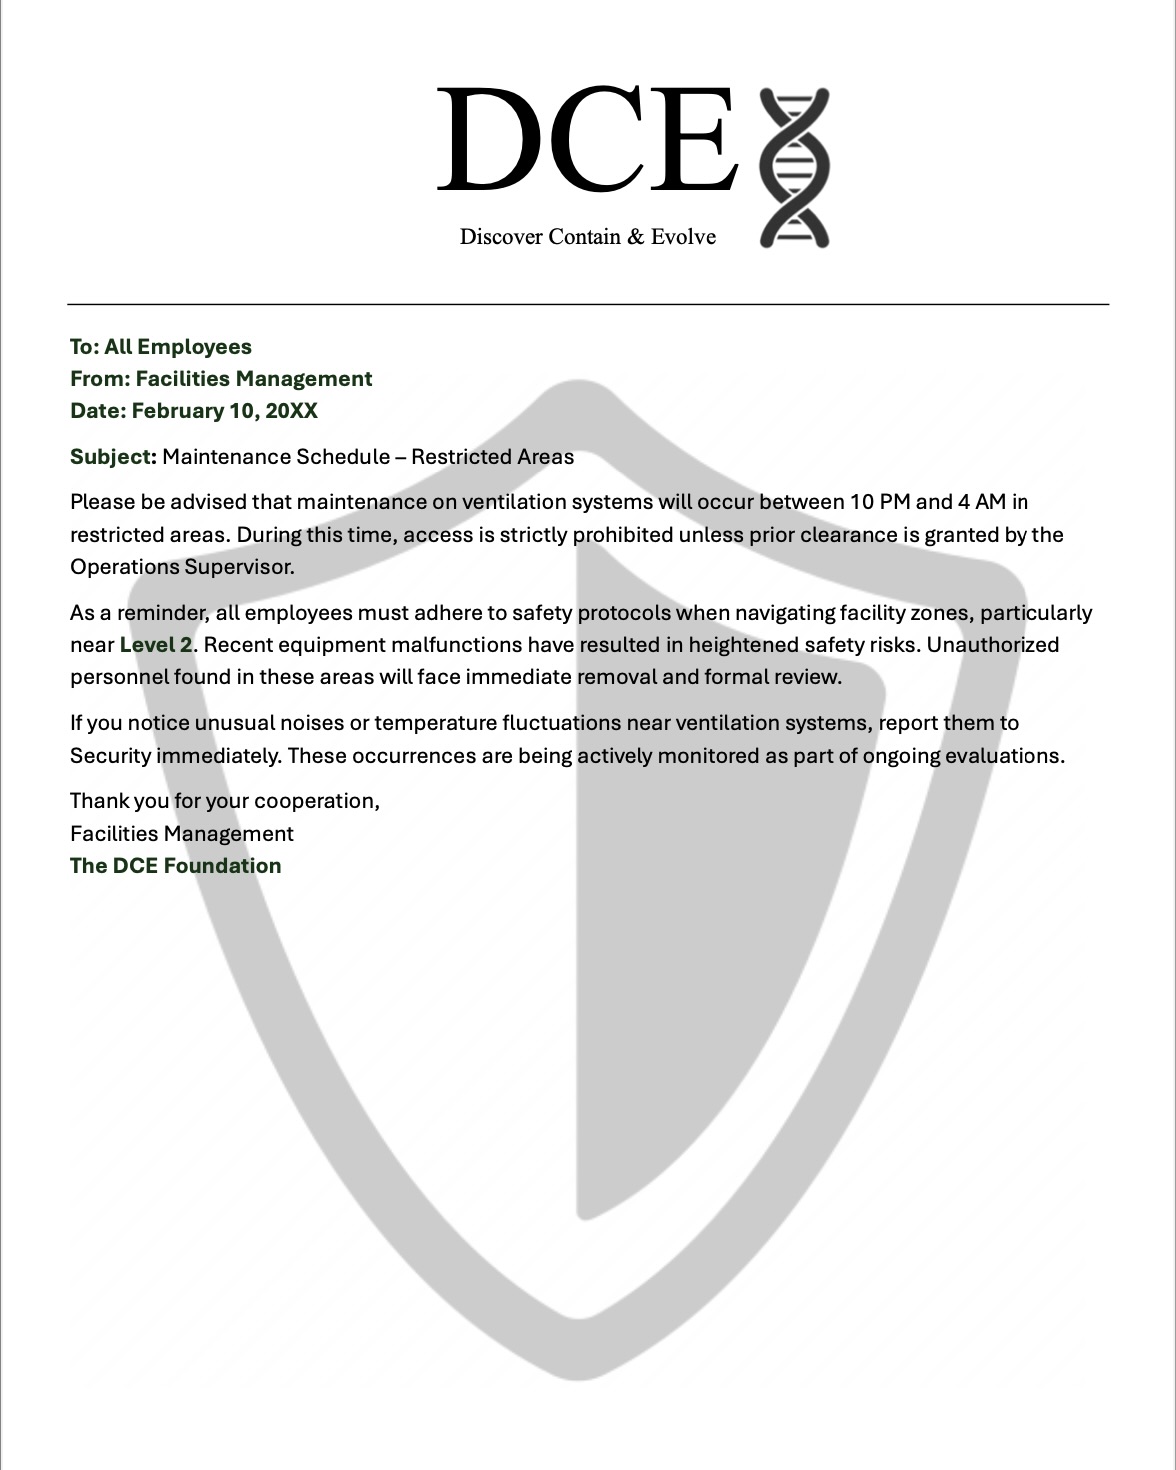 DCE
Discover Contain & Evolve
To: All Employees
From: Facilities Management
Date: February 10, 20XX
Subject: Maintenance Schedule – Restricted Areas
Please be advised that maintenance on ventilation systems will occur between 10 PM and 4 AM in
restricted areas. During this time, access is strictly prohibited unless prior clearance is granted by the
Operations Supervisor.
As a reminder, all employees must adhere to safety protocols when navigating facility zones, particularly
near Level 2. Recent equipment malfunctions have resulted in heightened safety risks. Unauthorized
personnel found in these areas will face immediate removal and formal review.
If you notice unusual noises or temperature fluctuations near ventilation systems, report them to
Security immediately. These occurrences are being actively monitored as part of ongoing evaluations.
Thank you for your cooperation,
Facilities Management
The DCE Foundation